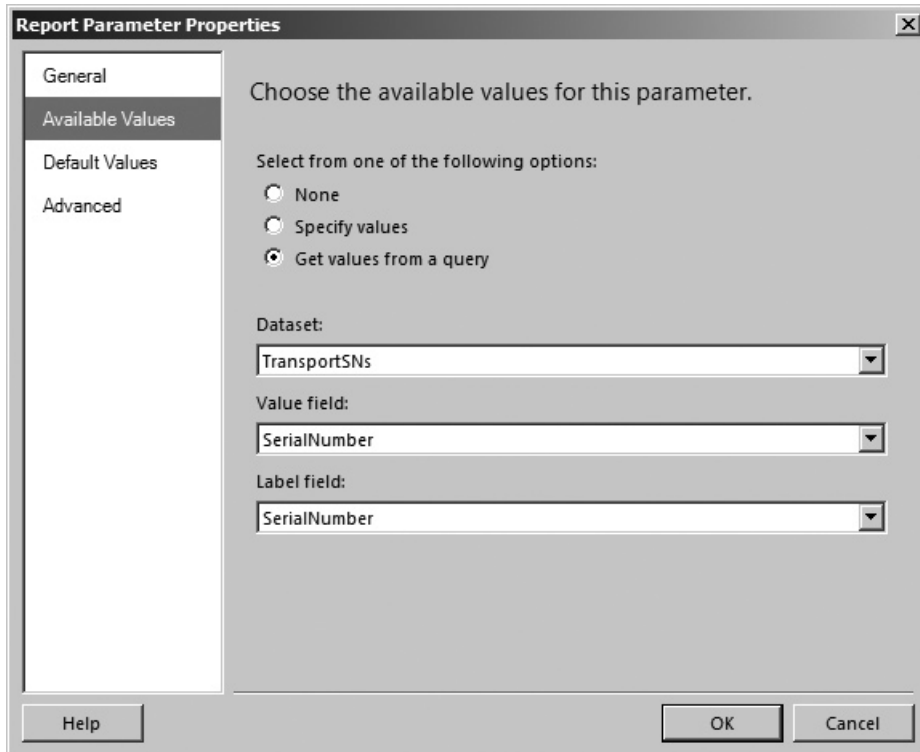 Report Parameter Properties
General
Available Values
Default Values
Advanced
Choose the available values for this parameter.
Select from one of the following options:
None
Specify values
Get values from a query
Dataset:
TransportSNs
Value field:
SerialNumber
Label field:
SerialNumber
Help
OK
Cancel